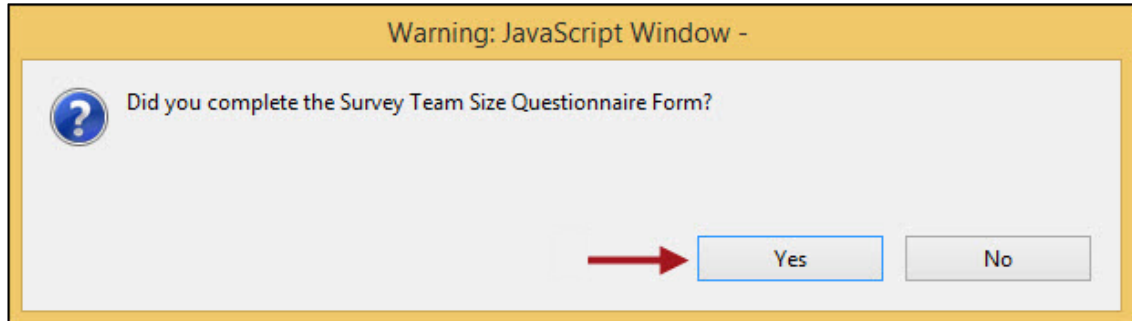 Warning: JavaScript Window -
Did you complete the Survey Team Size Questionnaire Form?
Yes
No